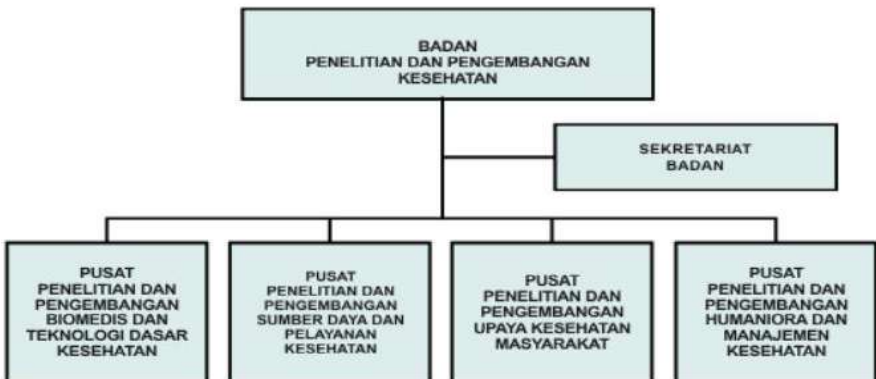 BADAN
PENELITIAN DAN PENGEMBANGAN
KESEHATAN
SEKRETARIAT
BADAN
PUSAT
PENELITIAN DAN
PENGEMBANGAN
BIOMEDIS DAN
TEKNOLOGI DASAR
KESEHATAN
PUSAT
PENELITIAN DAN
PENGEMBANGAN
SUMBER DAYA DAN
PELAYANAN
KESEHATAN
PUSAT
PENELITIAN DAN
PENGEMBANGAN
UPAYA KESEHATAN
MASYARAKAT
PUSAT
PENELITIAN DAN
PENGEMBANGAN
HUMANIORA DAN
MANAJEMEN
KESEHATAN